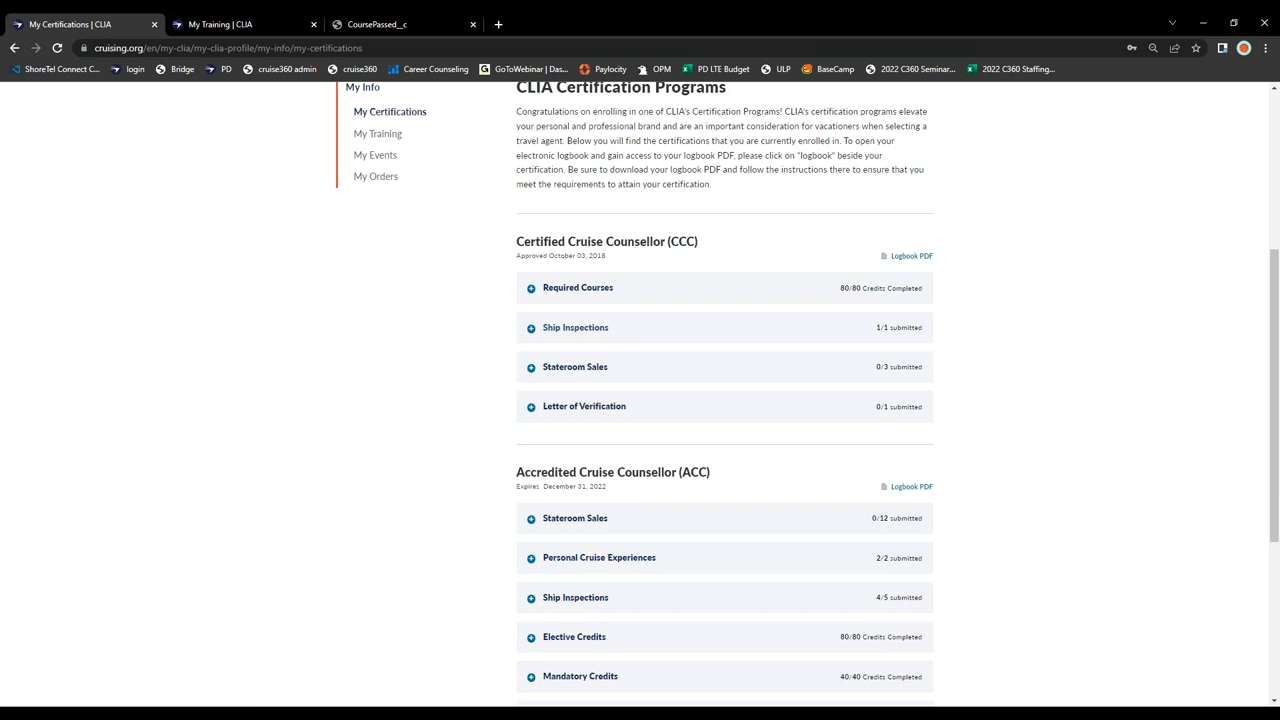 My Certifications | CLIA
My Training | CLIA
CoursePassed__c
cruising.org/en/my-clia/my-clia-profile/my-info/my-certifications
ShoreTel Connect C... login Bridge PD cruise360 admin cruise360 Career Counseling GoToWebinar | Das... Paylocity OPM PD LTE Budget ULP BaseCamp 2022 C360 Seminar... 2022 C360 Staffing...
My Info
My Certifications
My Training
My Events
My Orders
CLIA Certification Programs
Congratulations on enrolling in one of CLIA's Certification Programs! CLIA's certification programs elevate
your personal and professional brand and are an important consideration for vacationers when selecting a
travel agent. Below you will find the certifications that you are currently enrolled in. To open your
electronic logbook and gain access to your logbook PDF, please click on "logbook" beside your
certification. Be sure to download your logbook PDF and follow the instructions there to ensure that you
meet the requirements to attain your certification.
Certified Cruise Counsellor (CCC)
Approved October 03, 2018 Logbook PDF
Required Courses 80/80 Credits Completed
Ship Inspections 1/1 submitted
Stateroom Sales 0/3 submitted
Letter of Verification 0/1 submitted
Accredited Cruise Counsellor (ACC)
Expires December 31, 2022 Logbook PDF
Stateroom Sales 0/12 submitted
Personal Cruise Experiences 2/2 submitted
Ship Inspections 4/5 submitted
Elective Credits 80/80 Credits Completed
Mandatory Credits 40/40 Credits Completed